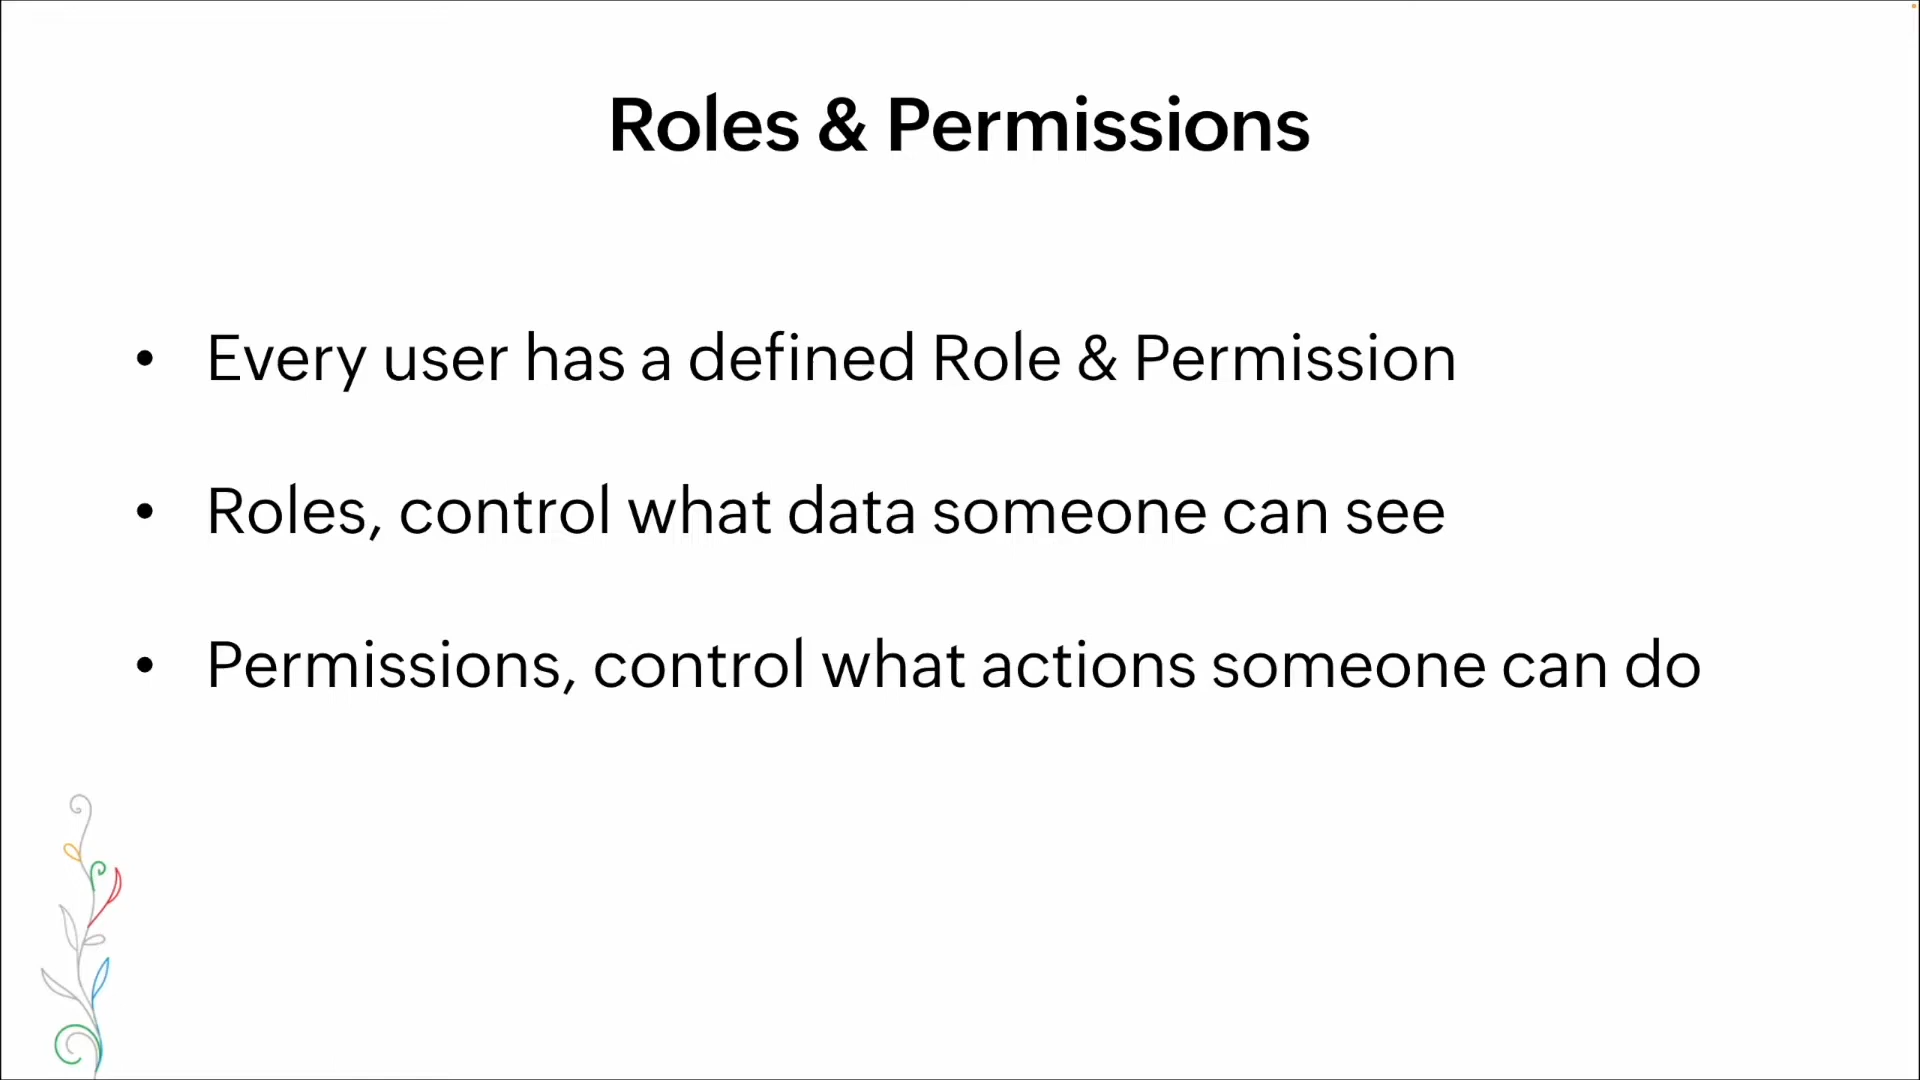 Roles & Permissions
• Every user has a defined Role & Permission
• Roles, control what data someone can see
• Permissions, control what actions someone can do